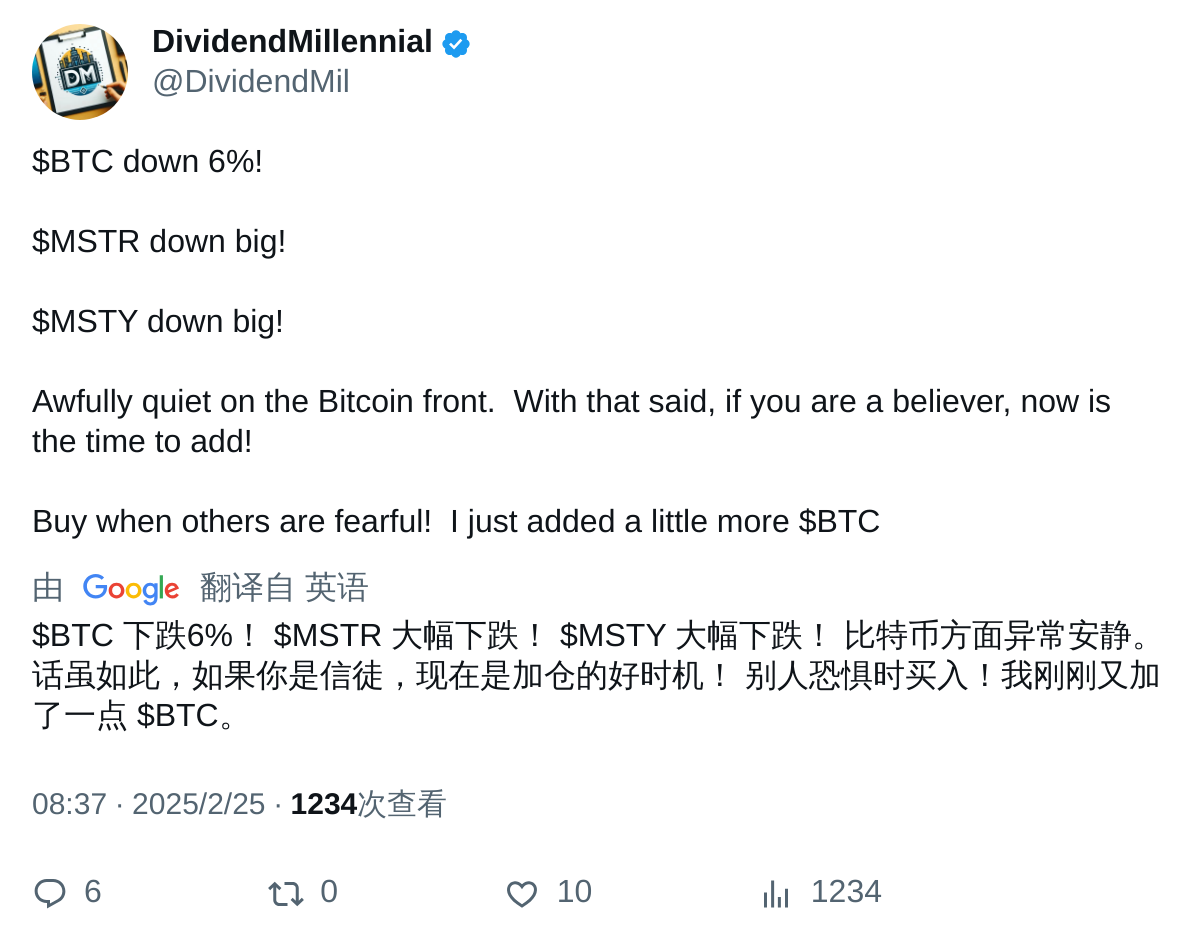 DM
DividendMillennial
@DividendMil
$BTC down 6%!
$MSTR down big!
$MSTY down big!
Awfully quiet on the Bitcoin front.  With that said, if you are a believer, now is
the time to add!
Buy when others are fearful!  I just added a little more $BTC
由 Google 翻译自 英语
$BTC 下跌6%！ $MSTR 大幅下跌！ $MSTY 大幅下跌！ 比特币方面异常安静。
话虽如此，如果你是信徒，现在是加仓的好时机！ 别人恐惧时买入！我刚刚又加
了一点 $BTC。
08:37 · 2025/2/25 · 1234次查看
6 0 10 1234